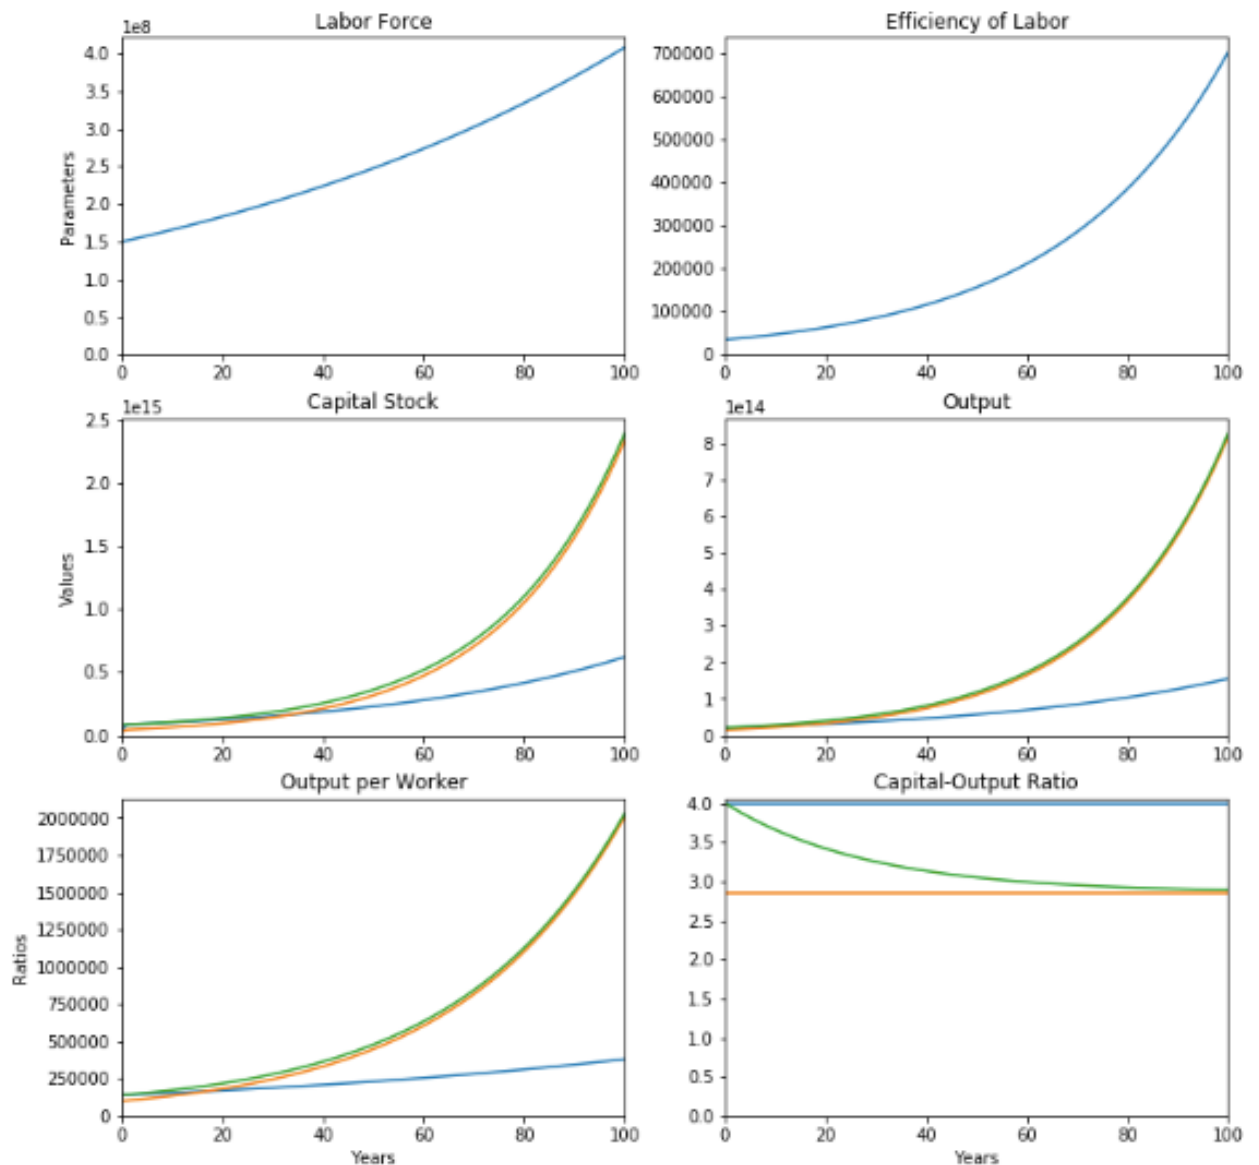 Labor Force
1e8
4.0
3.5
3.0
2.5
2.0
1.5
1.0
0.5
0.0
Parameters
0 20 40 60 80 100
Efficiency of Labor
700000
600000
500000
400000
300000
200000
100000
0
0 20 40 60 80 100
Capital Stock
1e15
2.5
2.0
1.5
1.0
0.5
0.0
Values
0 20 40 60 80 100
Output
1e14
8
7
6
5
4
3
2
1
0
0 20 40 60 80 100
Output per Worker
2000000
1750000
1500000
1250000
1000000
750000
500000
250000
0
Ratios
0 20 40 60 80 100
Years
Capital-Output Ratio
4.0
3.5
3.0
2.5
2.0
1.5
1.0
0.5
0.0
0 20 40 60 80 100
Years